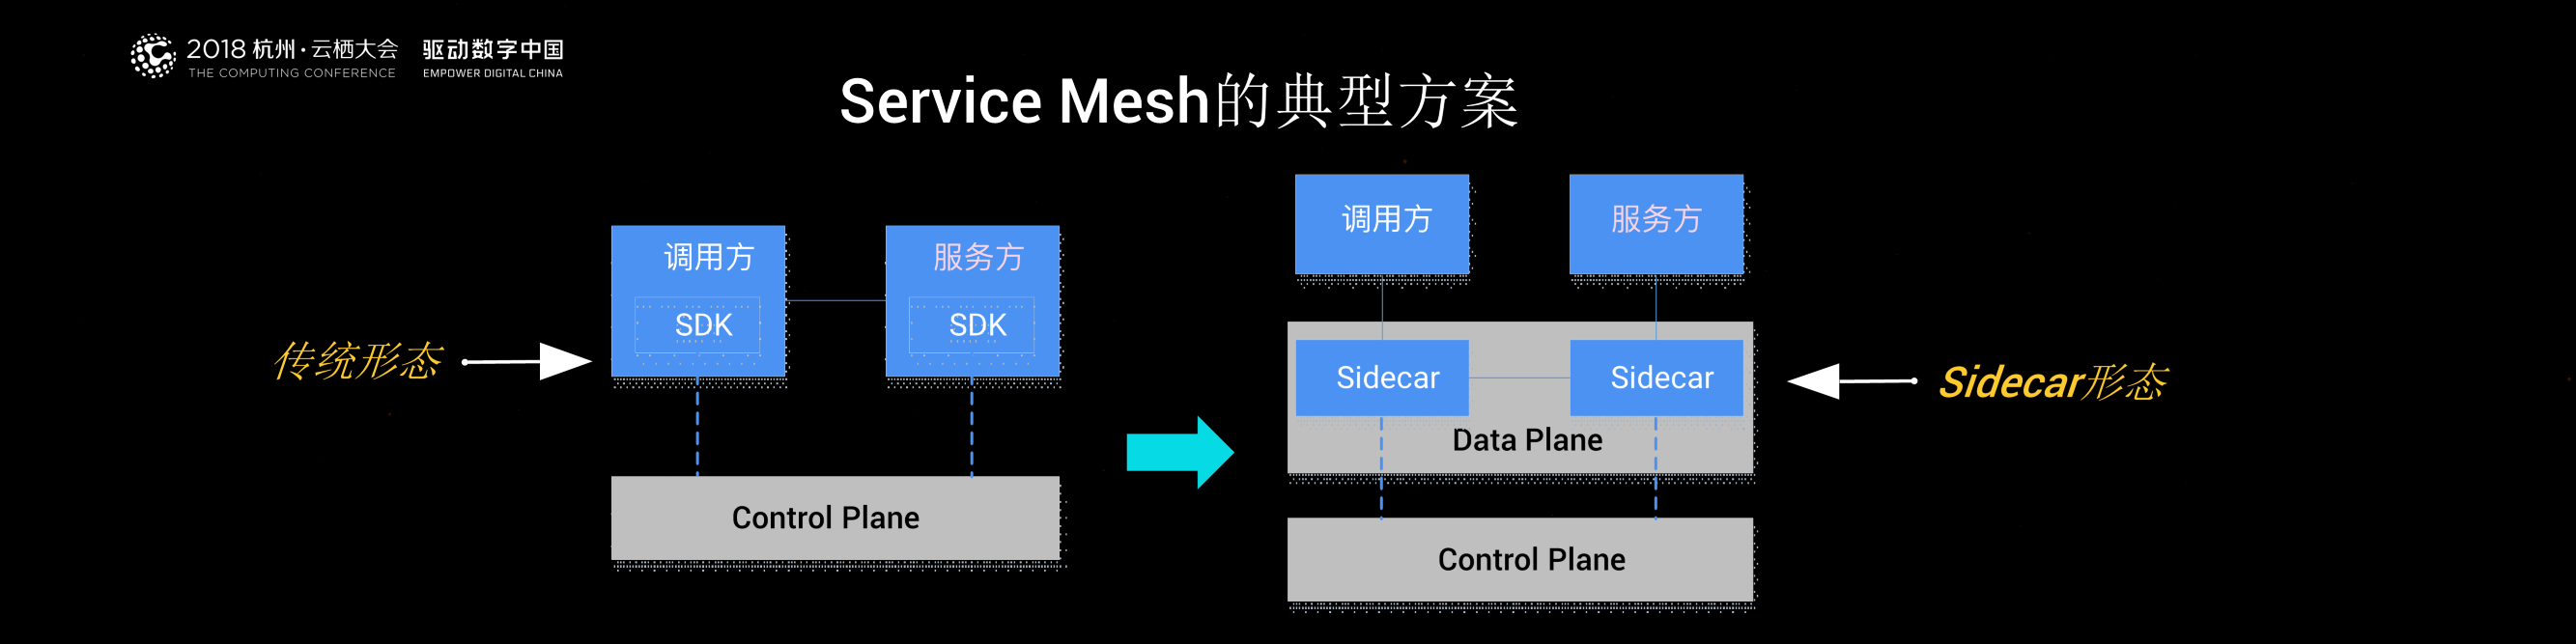 2018 杭州·云栖大会 驱动数字中国
THE COMPUTING CONFERENCE EMPOWER DIGITAL CHINA
Service Mesh的典型方案
调用方 服务方
SDK SDK
传统形态
Control Plane
调用方 服务方
Sidecar Sidecar
Data Plane
Control Plane
Sidecar形态